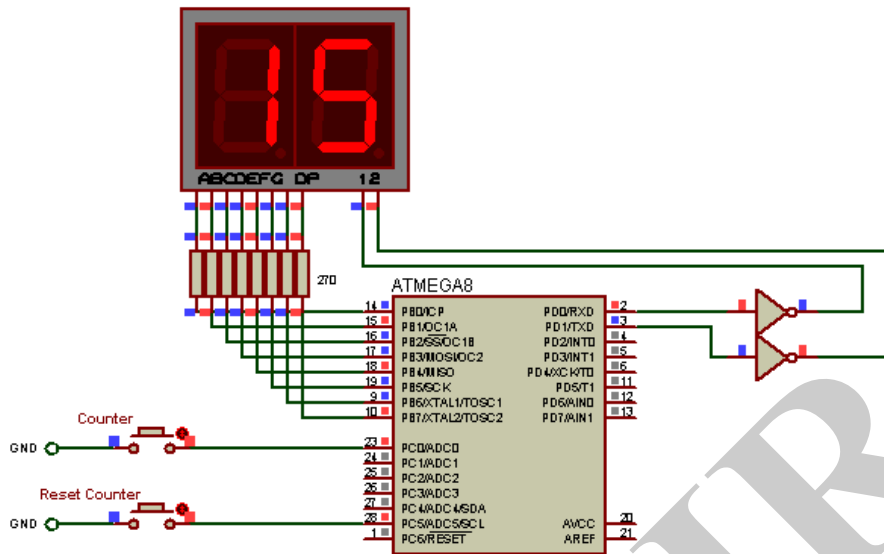 15
ABCDEFG DP 12
270
ATMEGA8
14 PB0/ICP PD0/RXD 2
15 PB1/OC1A PD1/TXD 3
16 PB2/SS/OC1B PD2/INT0 4
17 PB3/MOSI/OC2 PD3/INT1 5
18 PB4/MISO PD4/XCK/T0 6
19 PB5/SCK PD5/T1 11
9 PB6/XTAL1/TOSC1 PD6/AIN0 12
10 PB7/XTAL2/TOSC2 PD7/AIN1 13
Counter
GND
23 PC0/ADC0
24 PC1/ADC1
25 PC2/ADC2
26 PC3/ADC3
27 PC4/ADC4/SDA
Reset Counter
GND
28 PC5/ADC5/SCL AVCC 20
1 PC6/RESET AREF 21